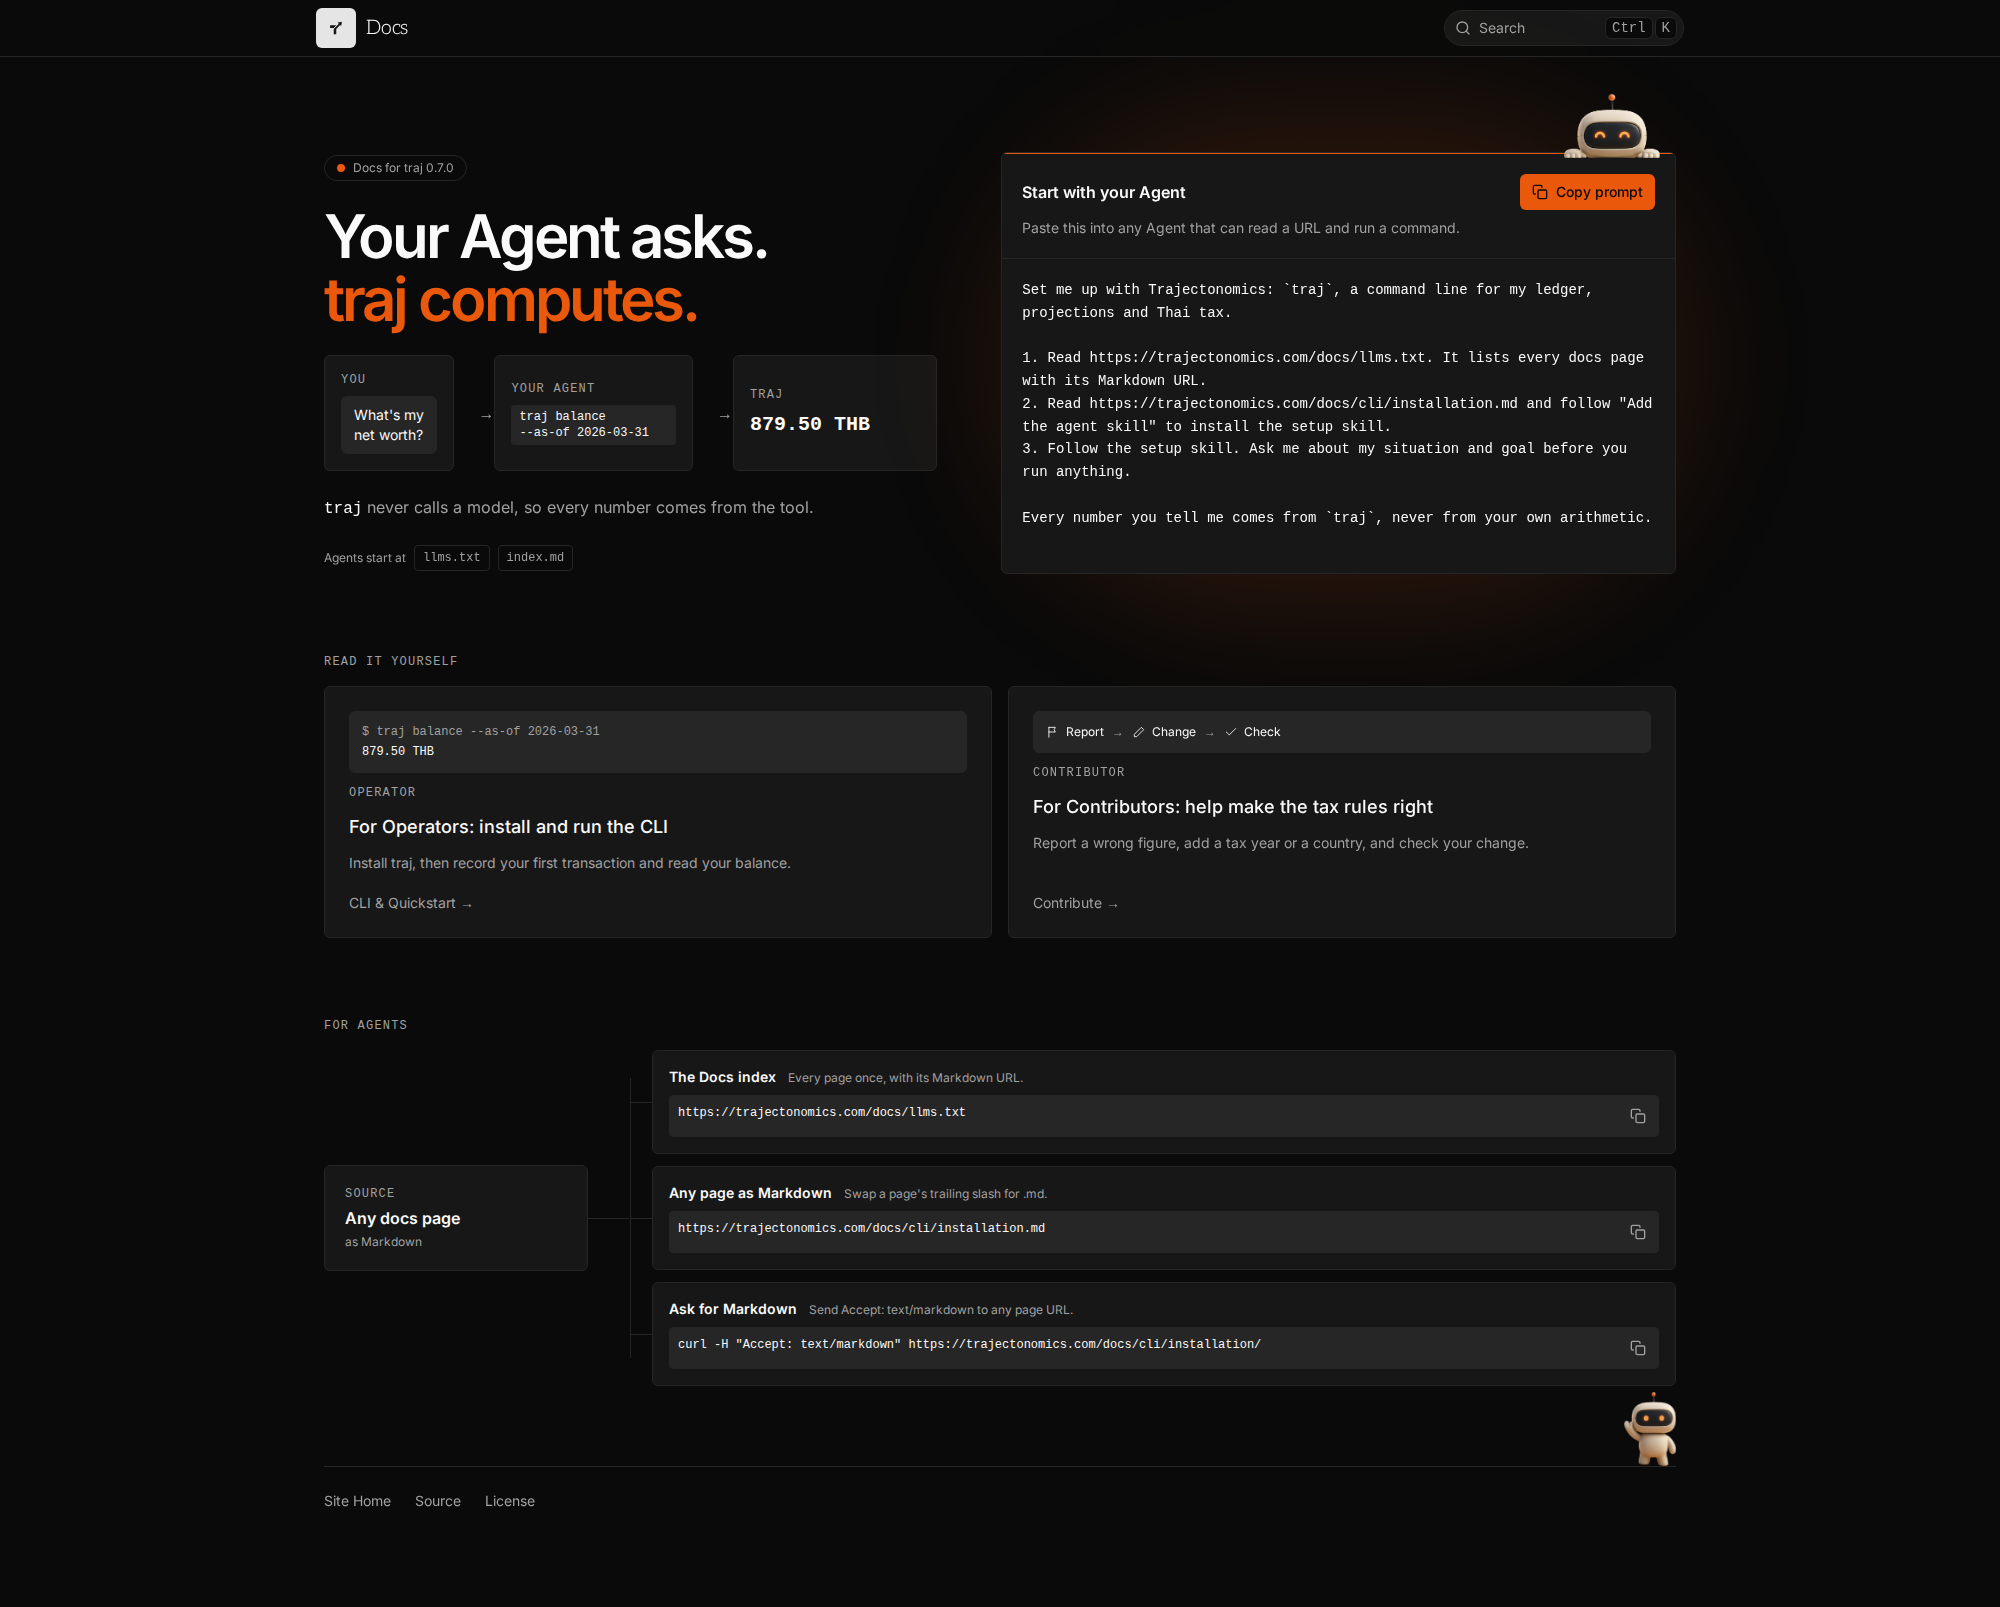 Docs
Search
Ctrl K
Docs for traj 0.7.0
Your Agent asks.
traj computes.
YOU
What's my
net worth?
→
YOUR AGENT
traj balance
--as-of 2026-03-31
→
TRAJ
879.50 THB
traj never calls a model, so every number comes from the tool.
Agents start at llms.txt index.md
Start with your Agent
Copy prompt
Paste this into any Agent that can read a URL and run a command.
Set me up with Trajectonomics: `traj`, a command line for my ledger,
projections and Thai tax.
1. Read https://trajectonomics.com/docs/llms.txt. It lists every docs page
with its Markdown URL.
2. Read https://trajectonomics.com/docs/cli/installation.md and follow "Add
the agent skill" to install the setup skill.
3. Follow the setup skill. Ask me about my situation and goal before you
run anything.
Every number you tell me comes from `traj`, never from your own arithmetic.
READ IT YOURSELF
$ traj balance --as-of 2026-03-31
879.50 THB
OPERATOR
For Operators: install and run the CLI
Install traj, then record your first transaction and read your balance.
CLI & Quickstart →
Report → Change → Check
CONTRIBUTOR
For Contributors: help make the tax rules right
Report a wrong figure, add a tax year or a country, and check your change.
Contribute →
FOR AGENTS
SOURCE
Any docs page
as Markdown
The Docs index Every page once, with its Markdown URL.
https://trajectonomics.com/docs/llms.txt
Any page as Markdown Swap a page's trailing slash for .md.
https://trajectonomics.com/docs/cli/installation.md
Ask for Markdown Send Accept: text/markdown to any page URL.
curl -H "Accept: text/markdown" https://trajectonomics.com/docs/cli/installation/
Site Home Source License